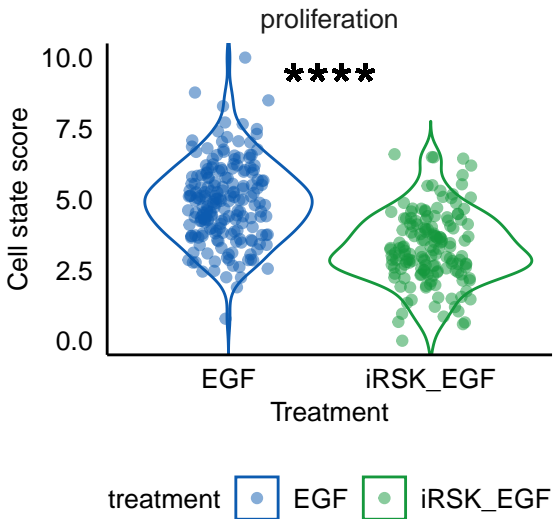 proliferation
****
10.0
7.5
5.0
2.5
0.0
Cell state score
EGF iRSK_EGF
Treatment
treatment EGF iRSK_EGF